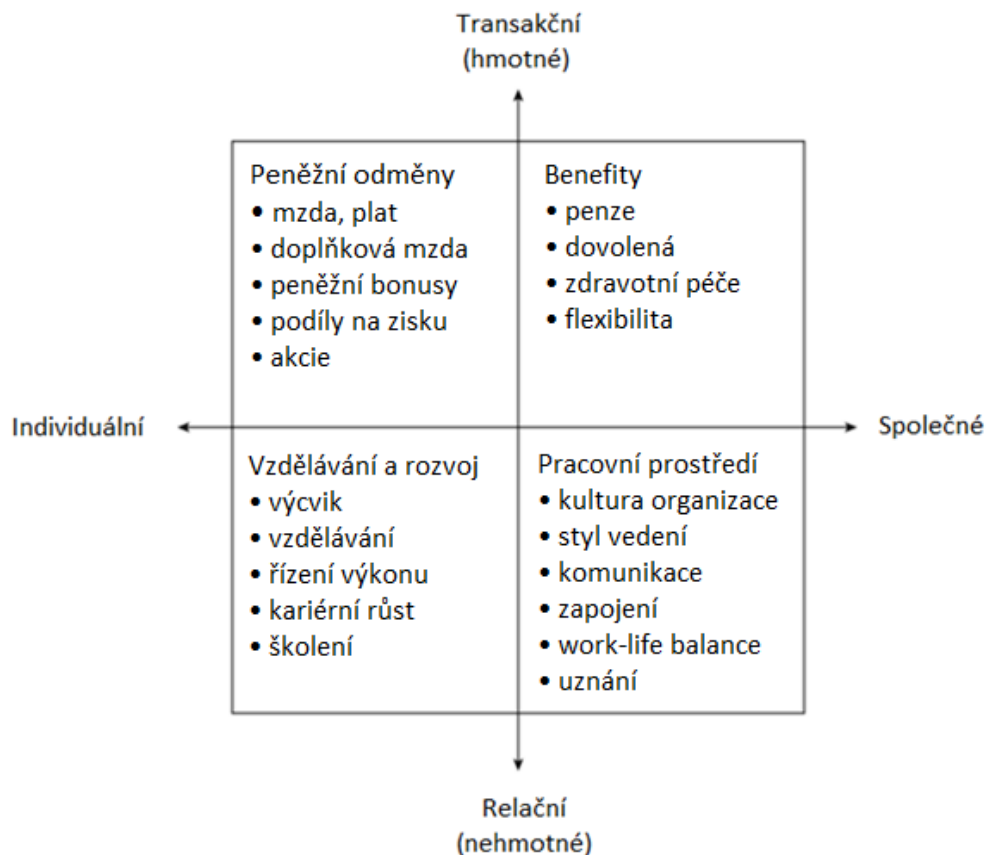 Transakční
(hmotné)
Peněžní odměny
• mzda, plat
• doplňková mzda
• peněžní bonusy
• podíly na zisku
• akcie
Benefity
• penze
• dovolená
• zdravotní péče
• flexibilita
Individuální
Společné
Vzdělávání a rozvoj
• výcvik
• vzdělávání
• řízení výkonu
• kariérní růst
• školení
Pracovní prostředí
• kultura organizace
• styl vedení
• komunikace
• zapojení
• work-life balance
• uznání
Relační
(nehmotné)